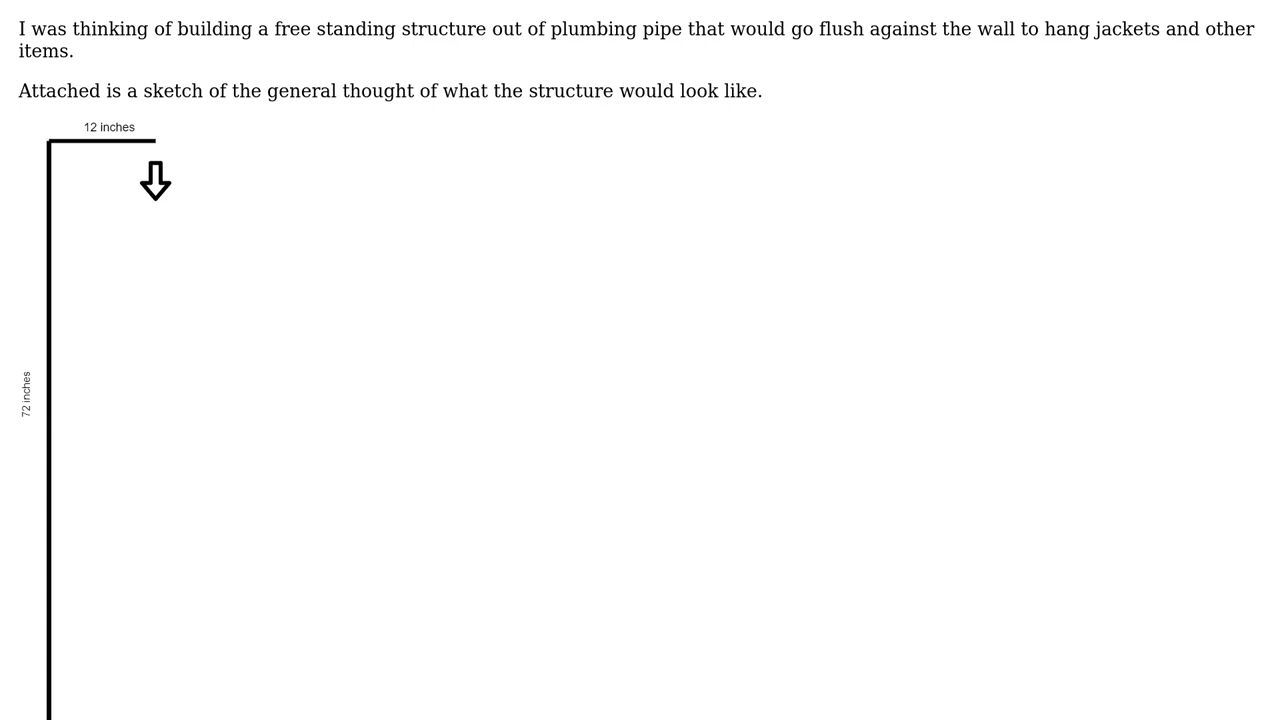 I was thinking of building a free standing structure out of plumbing pipe that would go flush against the wall to hang jackets and other
items.
Attached is a sketch of the general thought of what the structure would look like.
12 inches
72 inches